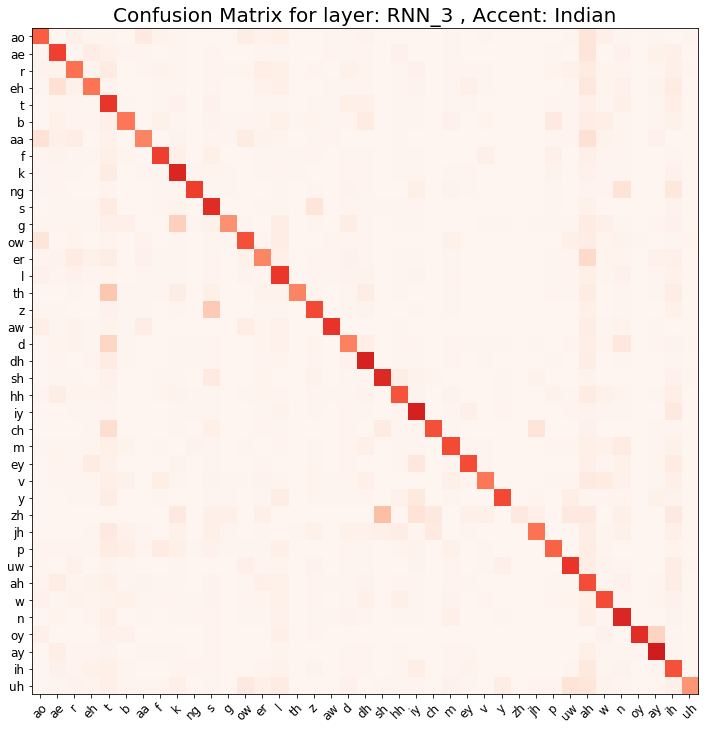 Confusion Matrix for layer: RNN_3 , Accent: Indian
ao
ae
r
eh
t
b
aa
f
k
ng
s
g
ow
er
l
th
z
aw
d
dh
sh
hh
iy
ch
m
ey
v
y
zh
jh
p
uw
ah
w
n
oy
ay
ih
uh
ao ae r eh t b aa f k ng s g ow er l th z aw d dh sh hh iy ch m ey v y zh jh p uw ah w n oy ay ih uh